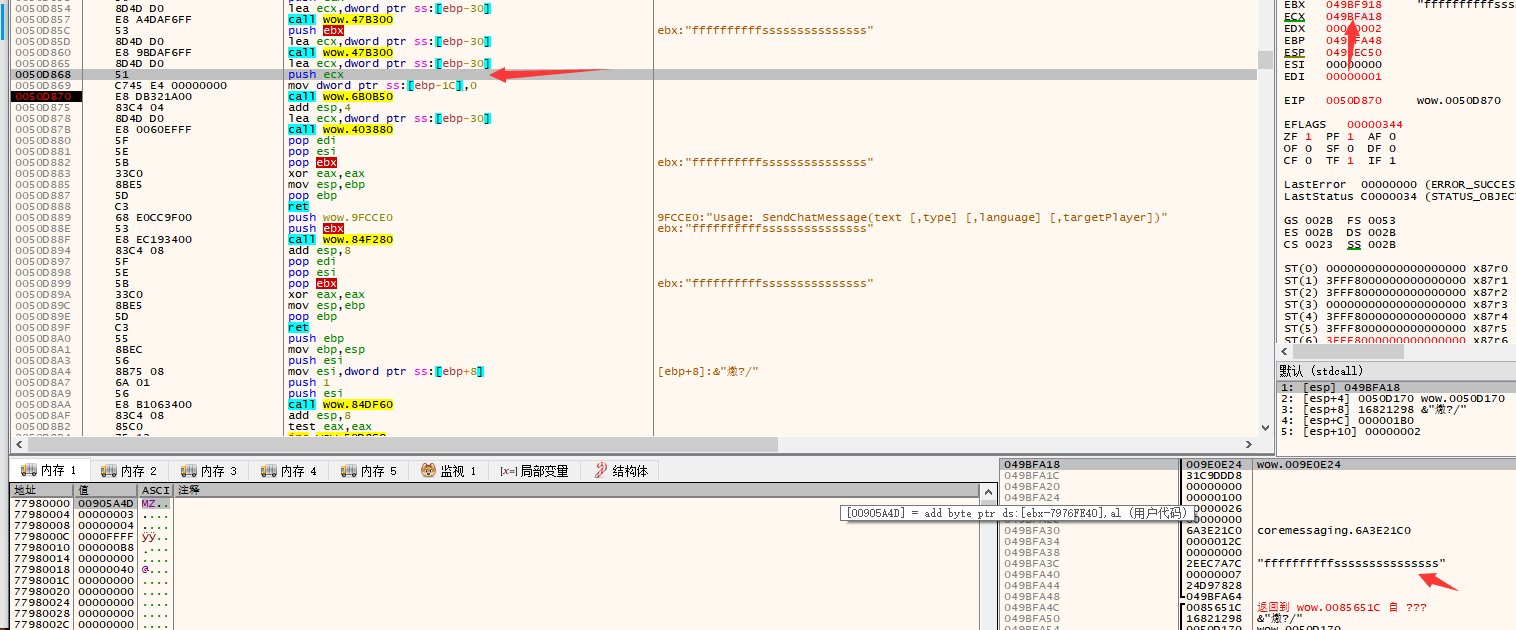 0050D854 8D4D D0 lea ecx,dword ptr ss:[ebp-30]
0050D857 E8 A4DAF6FF call wow.47B300
0050D85C 53 push ebx ebx:"ffffffffffsssssssssssssss"
0050D85D 8D4D D0 lea ecx,dword ptr ss:[ebp-30]
0050D860 E8 9BDAF6FF call wow.47B300
0050D865 8D4D D0 lea ecx,dword ptr ss:[ebp-30]
0050D868 51 push ecx
0050D869 C745 E4 00000000 mov dword ptr ss:[ebp-1C],0
0050D870 E8 DB321A00 call wow.6B0B50
0050D875 83C4 04 add esp,4
0050D878 8D4D D0 lea ecx,dword ptr ss:[ebp-30]
0050D87B E8 0060EFFF call wow.403880
0050D880 5F pop edi
0050D881 5E pop esi
0050D882 5B pop ebx ebx:"ffffffffffsssssssssssssss"
0050D883 33C0 xor eax,eax
0050D885 8BE5 mov esp,ebp
0050D887 5D pop ebp
0050D888 C3 ret
0050D889 68 E0CC9F00 push wow.9FCCE0 9FCCE0:"Usage: SendChatMessage(text [,type] [,language] [,targetPlayer])"
0050D88E 53 push ebx ebx:"ffffffffffsssssssssssssss"
0050D88F E8 EC193400 call wow.84F280
0050D894 83C4 08 add esp,8
0050D897 5F pop edi
0050D898 5E pop esi
0050D899 5B pop ebx ebx:"ffffffffffsssssssssssssss"
0050D89A 33C0 xor eax,eax
0050D89C 8BE5 mov esp,ebp
0050D89E 5D pop ebp
0050D89F C3 ret
0050D8A0 55 push ebp
0050D8A1 8BEC mov ebp,esp
0050D8A3 56 push esi
0050D8A4 8B75 08 mov esi,dword ptr ss:[ebp+8] [ebp+8]:&"燉?/"
0050D8A7 6A 01 push 1
0050D8A9 56 push esi
0050D8AA E8 B1063400 call wow.84DF60
0050D8AF 83C4 08 add esp,8
0050D8B2 85C0 test eax,eax
EBX 049BF918 "ffffffffffsss
ECX 049BFA18
EDX 00000002
EBP 049BFA48
ESP 049BEC50
ESI 00000000
EDI 00000001
EIP 0050D870 wow.0050D870
EFLAGS 00000344
ZF 1 PF 1 AF 0
OF 0 SF 0 DF 0
CF 0 TF 1 IF 1
LastError 00000000 (ERROR_SUCCES
LastStatus C0000034 (STATUS_OBJEC
GS 002B FS 0053
ES 002B DS 002B
CS 0023 SS 002B
ST(0) 00000000000000000000 x87r0
ST(1) 3FFF8000000000000000 x87r1
ST(2) 3FFF8000000000000000 x87r2
ST(3) 00000000000000000000 x87r3
ST(4) 3FFF8000000000000000 x87r4
ST(5) 3FFF8000000000000000 x87r5
ST(6) 3FFF8000000000000000 x87r6
默认 (stdcall)
1: [esp] 049BFA18
2: [esp+4] 0050D170 wow.0050D170
3: [esp+8] 16821298 &"燉?/"
4: [esp+C] 000001B0
5: [esp+10] 00000002
内存 1 内存 2 内存 3 内存 4 内存 5 监视 1 [x=] 局部变量 结构体
地址 值 ASCI 注释
77980000 00905A4D MZ..
77980004 00000003 ....
77980008 00000004 ....
7798000C 0000FFFF ÿÿ..
77980010 000000B8 ¸...
77980014 00000000 ....
77980018 00000040 @...
7798001C 00000000 ....
77980020 00000000 ....
77980024 00000000 ....
77980028 00000000 ....
7798002C 00000000 ....
[00905A4D] = add byte ptr ds:[ebx-7976FE40],al (用户代码)
049BFA18 009E0E24 wow.009E0E24
049BFA1C 31C9DDD8
049BFA20 00000000
049BFA24 00000100
00000026
00000000
049BFA30 6A3E21C0 coremessaging.6A3E21C0
049BFA34 0000012C
049BFA38 00000000
049BFA3C 2EEC7A7C "ffffffffffsssssssssssssss"
049BFA40 00000007
049BFA44 24D97828
049BFA48 049BFA64
049BFA4C 0085651C 返回到 wow.0085651C 自 ???
049BFA50 16821298 &"燉?/"
049BFA54 0050D170 wow.0050D170